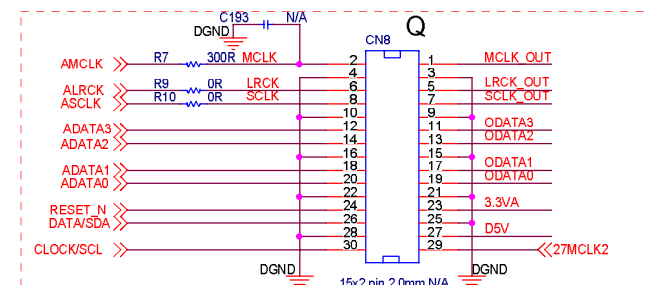 C193 N/A
DGND
Q
CN8
AMCLK R7 300R MCLK 2 1 MCLK_OUT
4 3
ALRCK R9 0R LRCK 6 5 LRCK_OUT
ASCLK R10 0R SCLK 8 7 SCLK_OUT
10 9
ADATA3 12 11 ODATA3
ADATA2 14 13 ODATA2
16 15
ADATA1 18 17 ODATA1
ADATA0 20 19 ODATA0
22 21
RESET_N 24 23 3.3VA
DATA/SDA 26 25
28 27 D5V
CLOCK/SCL 30 29 27MCLK2
DGND DGND
15x2 pin 2.0mm N/A